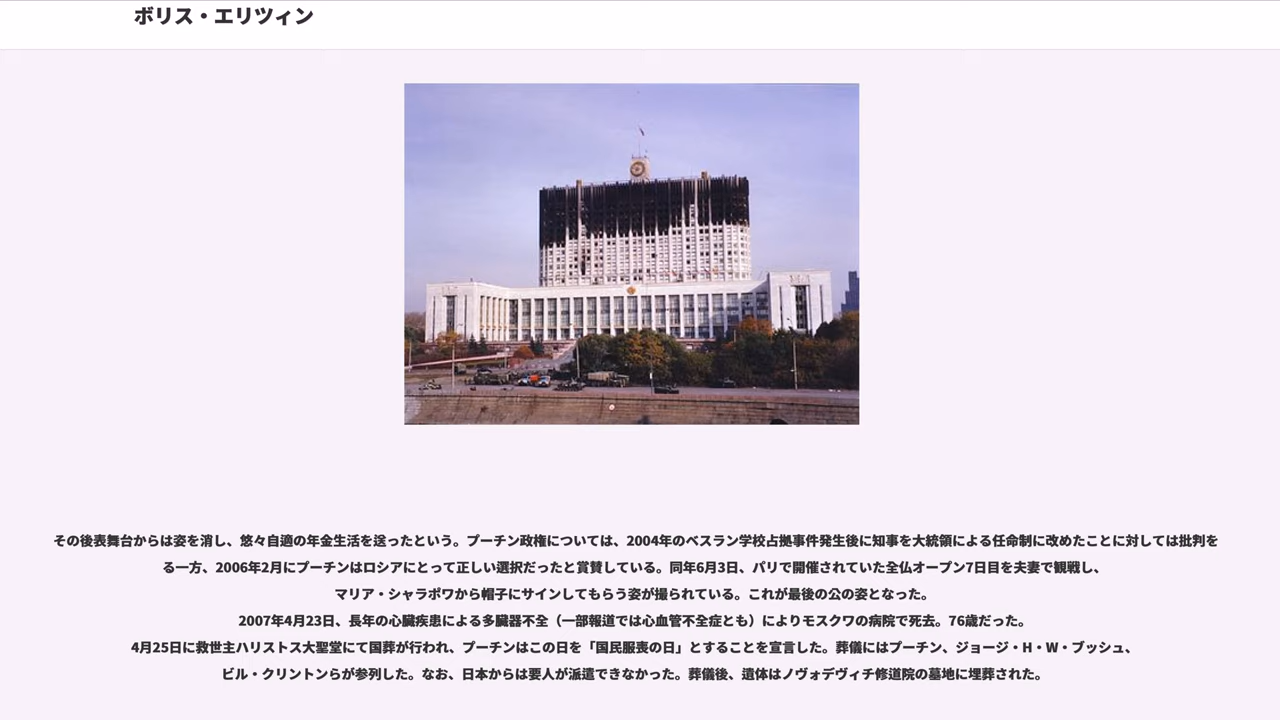 ボリス・エリツィン
その後表舞台からは姿を消し、悠々自適の年金生活を送ったという。プーチン政権については、2004年のベスラン学校占拠事件発生後に知事を大統領による任命制に改めたことに対しては批判を
る一方、2006年2月にプーチンはロシアにとって正しい選択だったと賞賛している。同年6月3日、パリで開催されていた全仏オープン7日目を夫妻で観戦し、
マリア・シャラポワから帽子にサインしてもらう姿が撮られている。これが最後の公の姿となった。
2007年4月23日、長年の心臓疾患による多臓器不全（一部報道では心血管不全症とも）によりモスクワの病院で死去。76歳だった。
4月25日に救世主ハリストス大聖堂にて国葬が行われ、プーチンはこの日を「国民服喪の日」とすることを宣言した。葬儀にはプーチン、ジョージ・H・W・ブッシュ、
ビル・クリントンらが参列した。なお、日本からは要人が派遣できなかった。葬儀後、遺体はノヴォデヴィチ修道院の墓地に埋葬された。